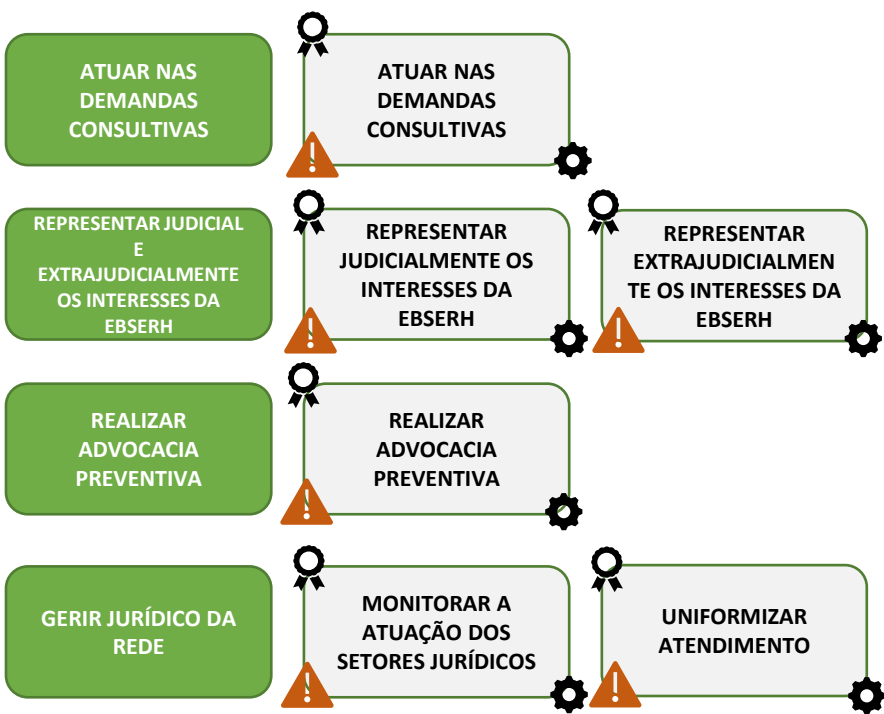 ATUAR NAS
DEMANDAS
CONSULTIVAS
ATUAR NAS
DEMANDAS
CONSULTIVAS
REPRESENTAR JUDICIAL
E
EXTRAJUDICIALMENTE
OS INTERESSES DA
EBSERH
REPRESENTAR
JUDICIALMENTE OS
INTERESSES DA
EBSERH
REPRESENTAR
EXTRAJUDICIALMEN
TE OS INTERESSES DA
EBSERH
REALIZAR
ADVOCACIA
PREVENTIVA
REALIZAR
ADVOCACIA
PREVENTIVA
GERIR JURÍDICO DA
REDE
MONITORAR A
ATUAÇÃO DOS
SETORES JURÍDICOS
UNIFORMIZAR
ATENDIMENTO